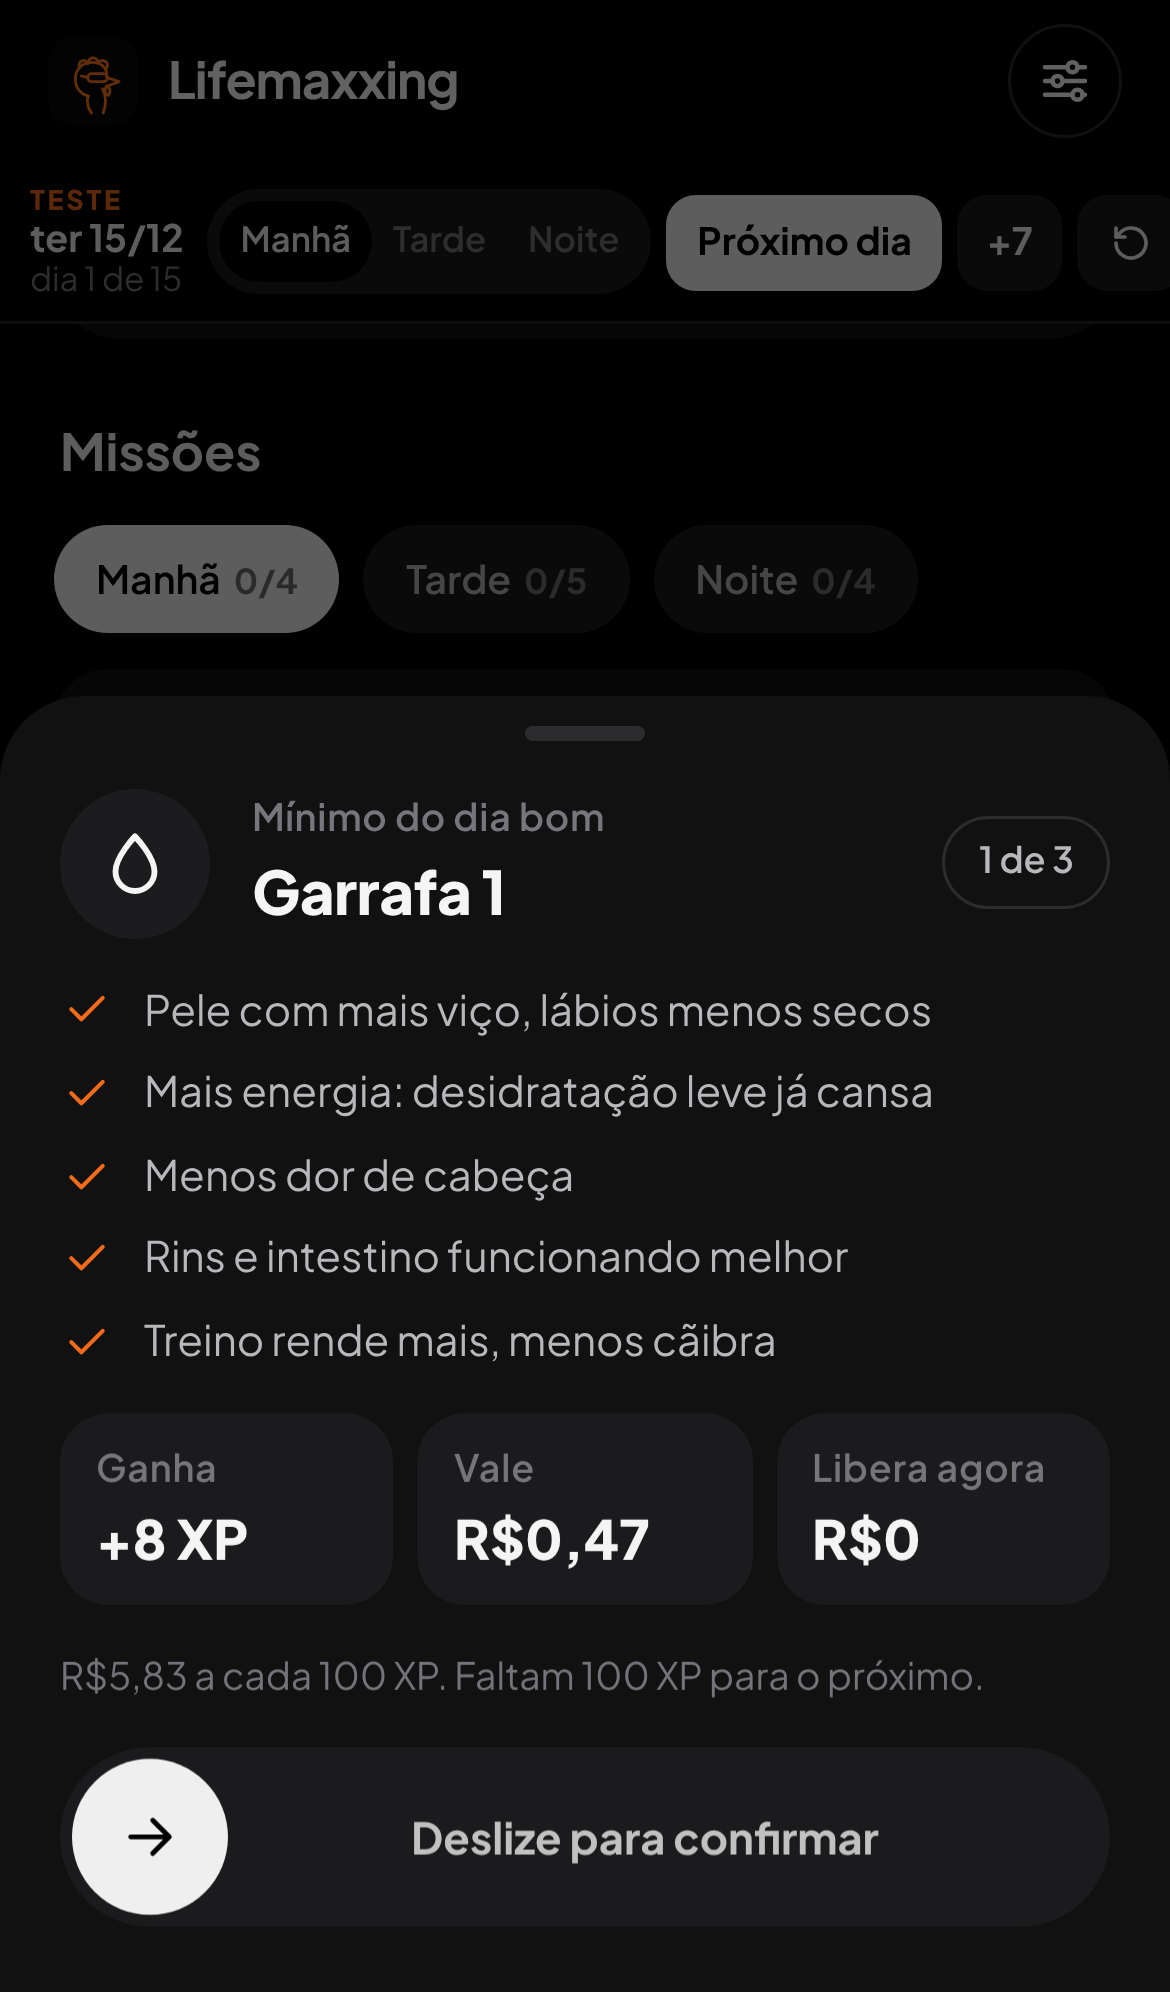 Lifemaxxing
TESTE
ter 15/12
dia 1 de 15
Manhã Tarde Noite
Próximo dia
+7
Missões
Manhã 0/4
Tarde 0/5
Noite 0/4
Mínimo do dia bom
Garrafa 1
1 de 3
Pele com mais viço, lábios menos secos
Mais energia: desidratação leve já cansa
Menos dor de cabeça
Rins e intestino funcionando melhor
Treino rende mais, menos cãibra
Ganha
+8 XP
Vale
R$0,47
Libera agora
R$0
R$5,83 a cada 100 XP. Faltam 100 XP para o próximo.
Deslize para confirmar